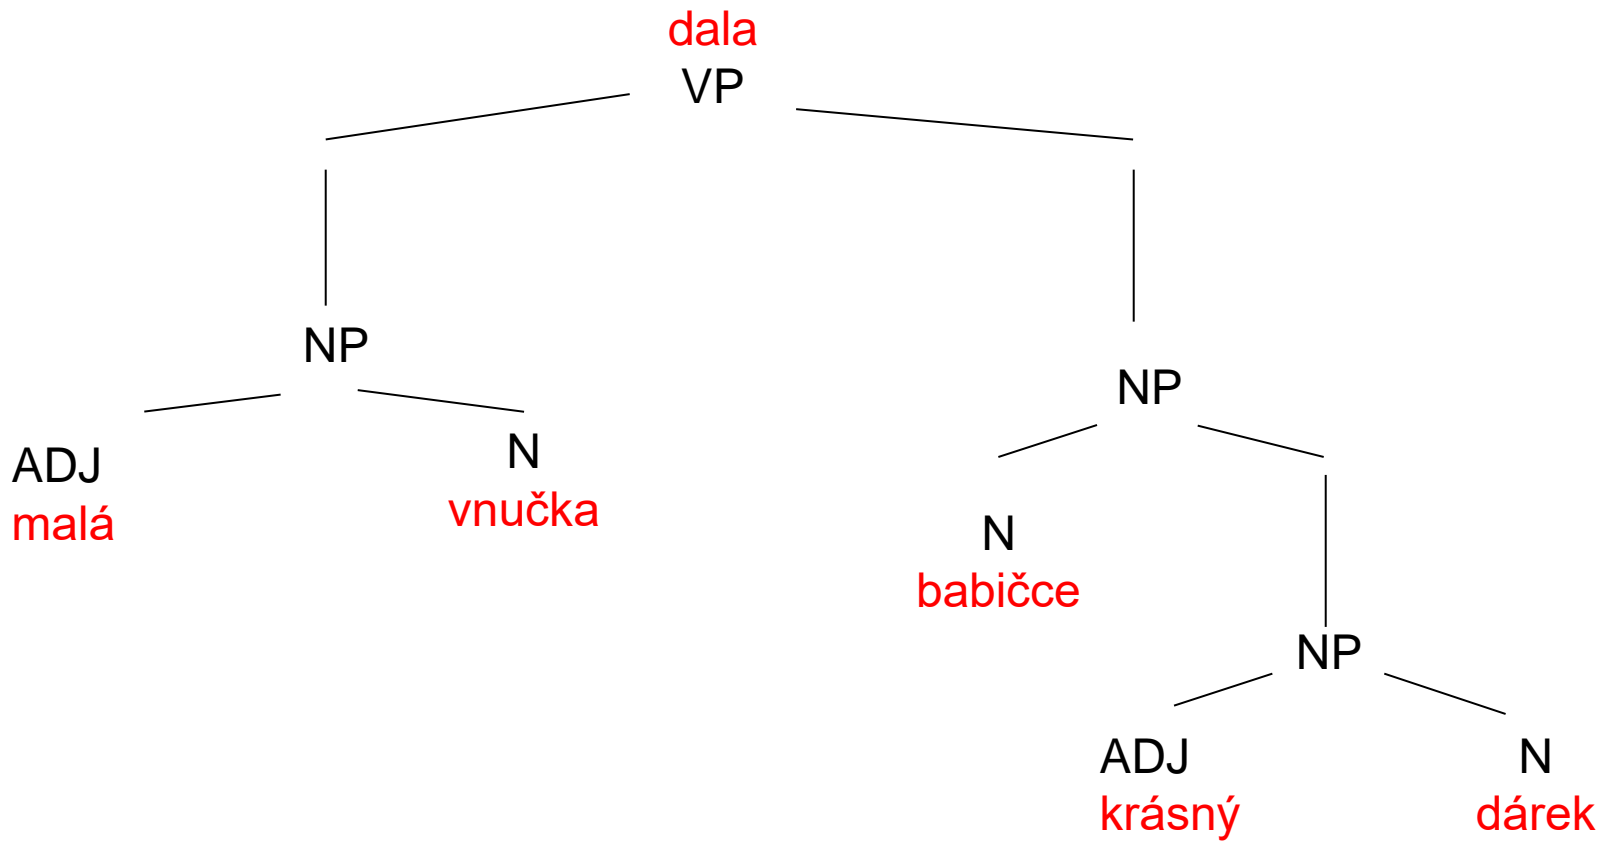 dala
VP
NP
NP
ADJ
malá
N
vnučka
N
babičce
NP
ADJ
krásný
N
dárek